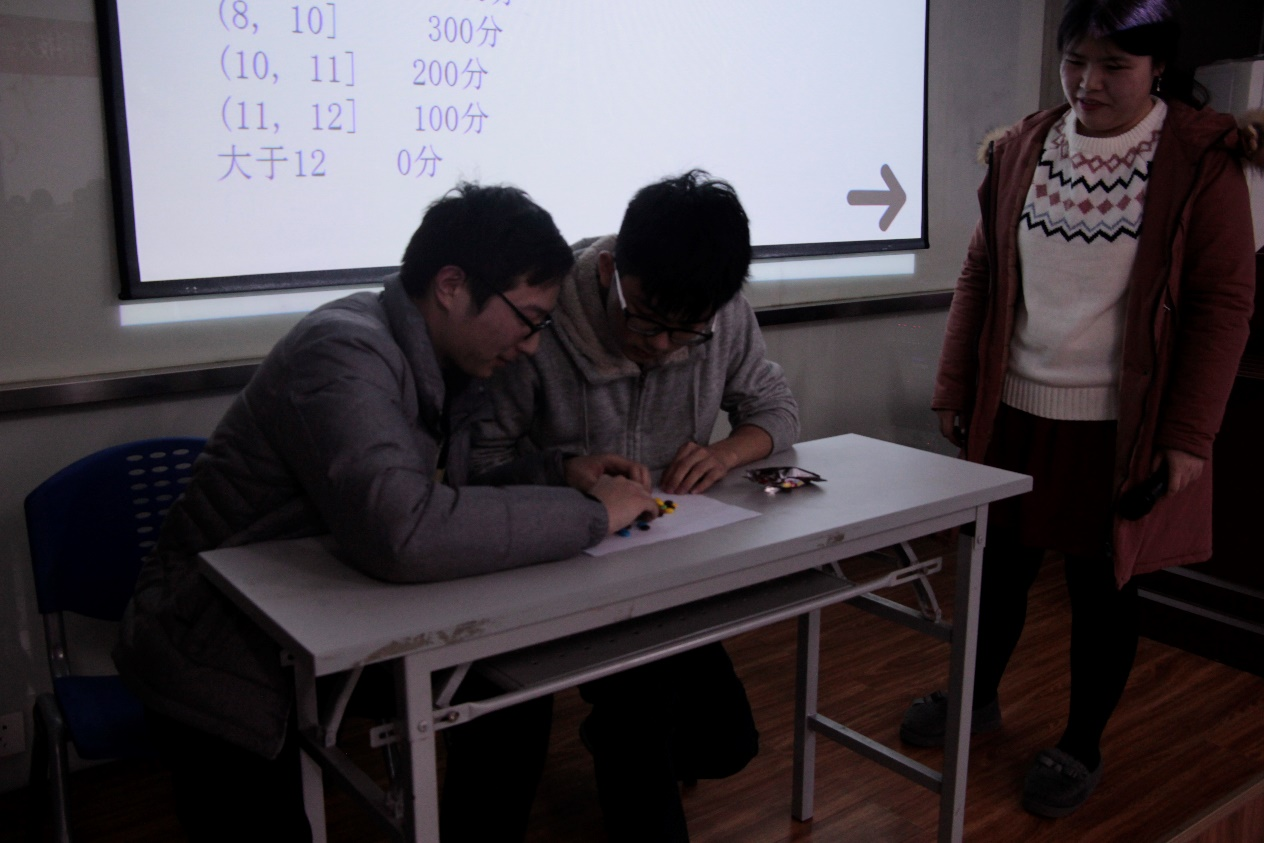 (8, 10] 300分
(10, 11] 200分
(11, 12] 100分
大于12 0分